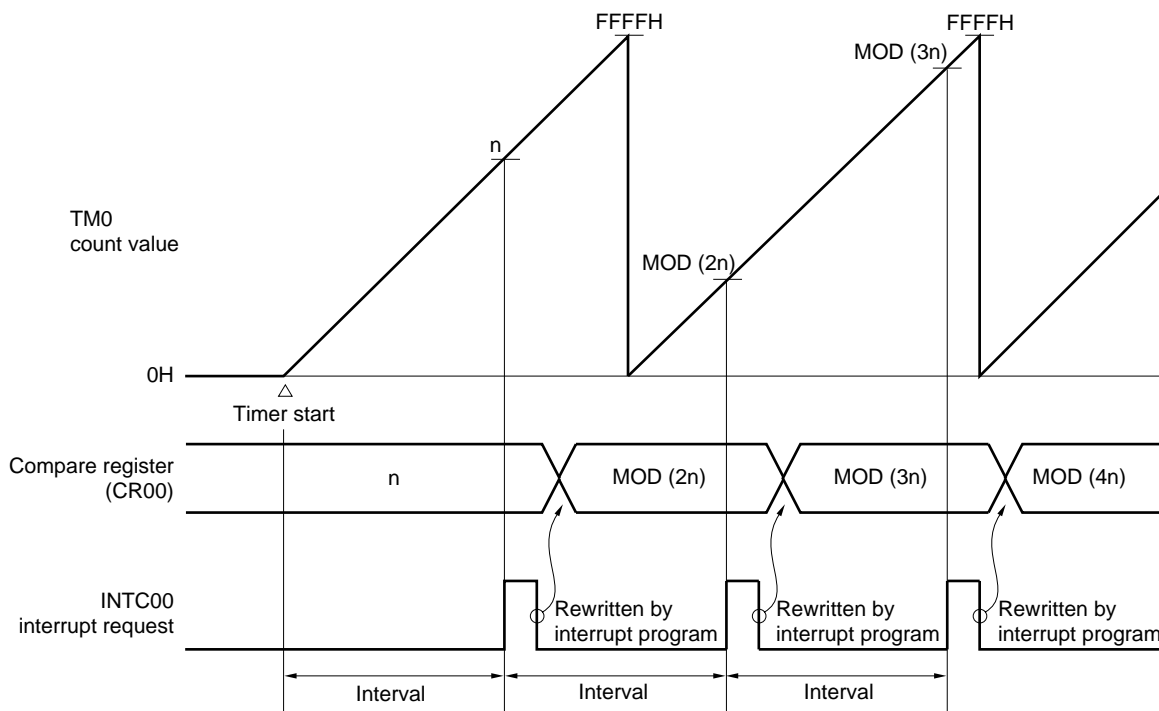 FFFFH
FFFFH
MOD (3n)
n
TM0
count value
MOD (2n)
0H
Timer start
Compare register
(CR00)
n
MOD (2n)
MOD (3n)
MOD (4n)
INTC00
interrupt request
Rewritten by
interrupt program
Rewritten by
interrupt program
Rewritten by
interrupt program
Interval
Interval
Interval